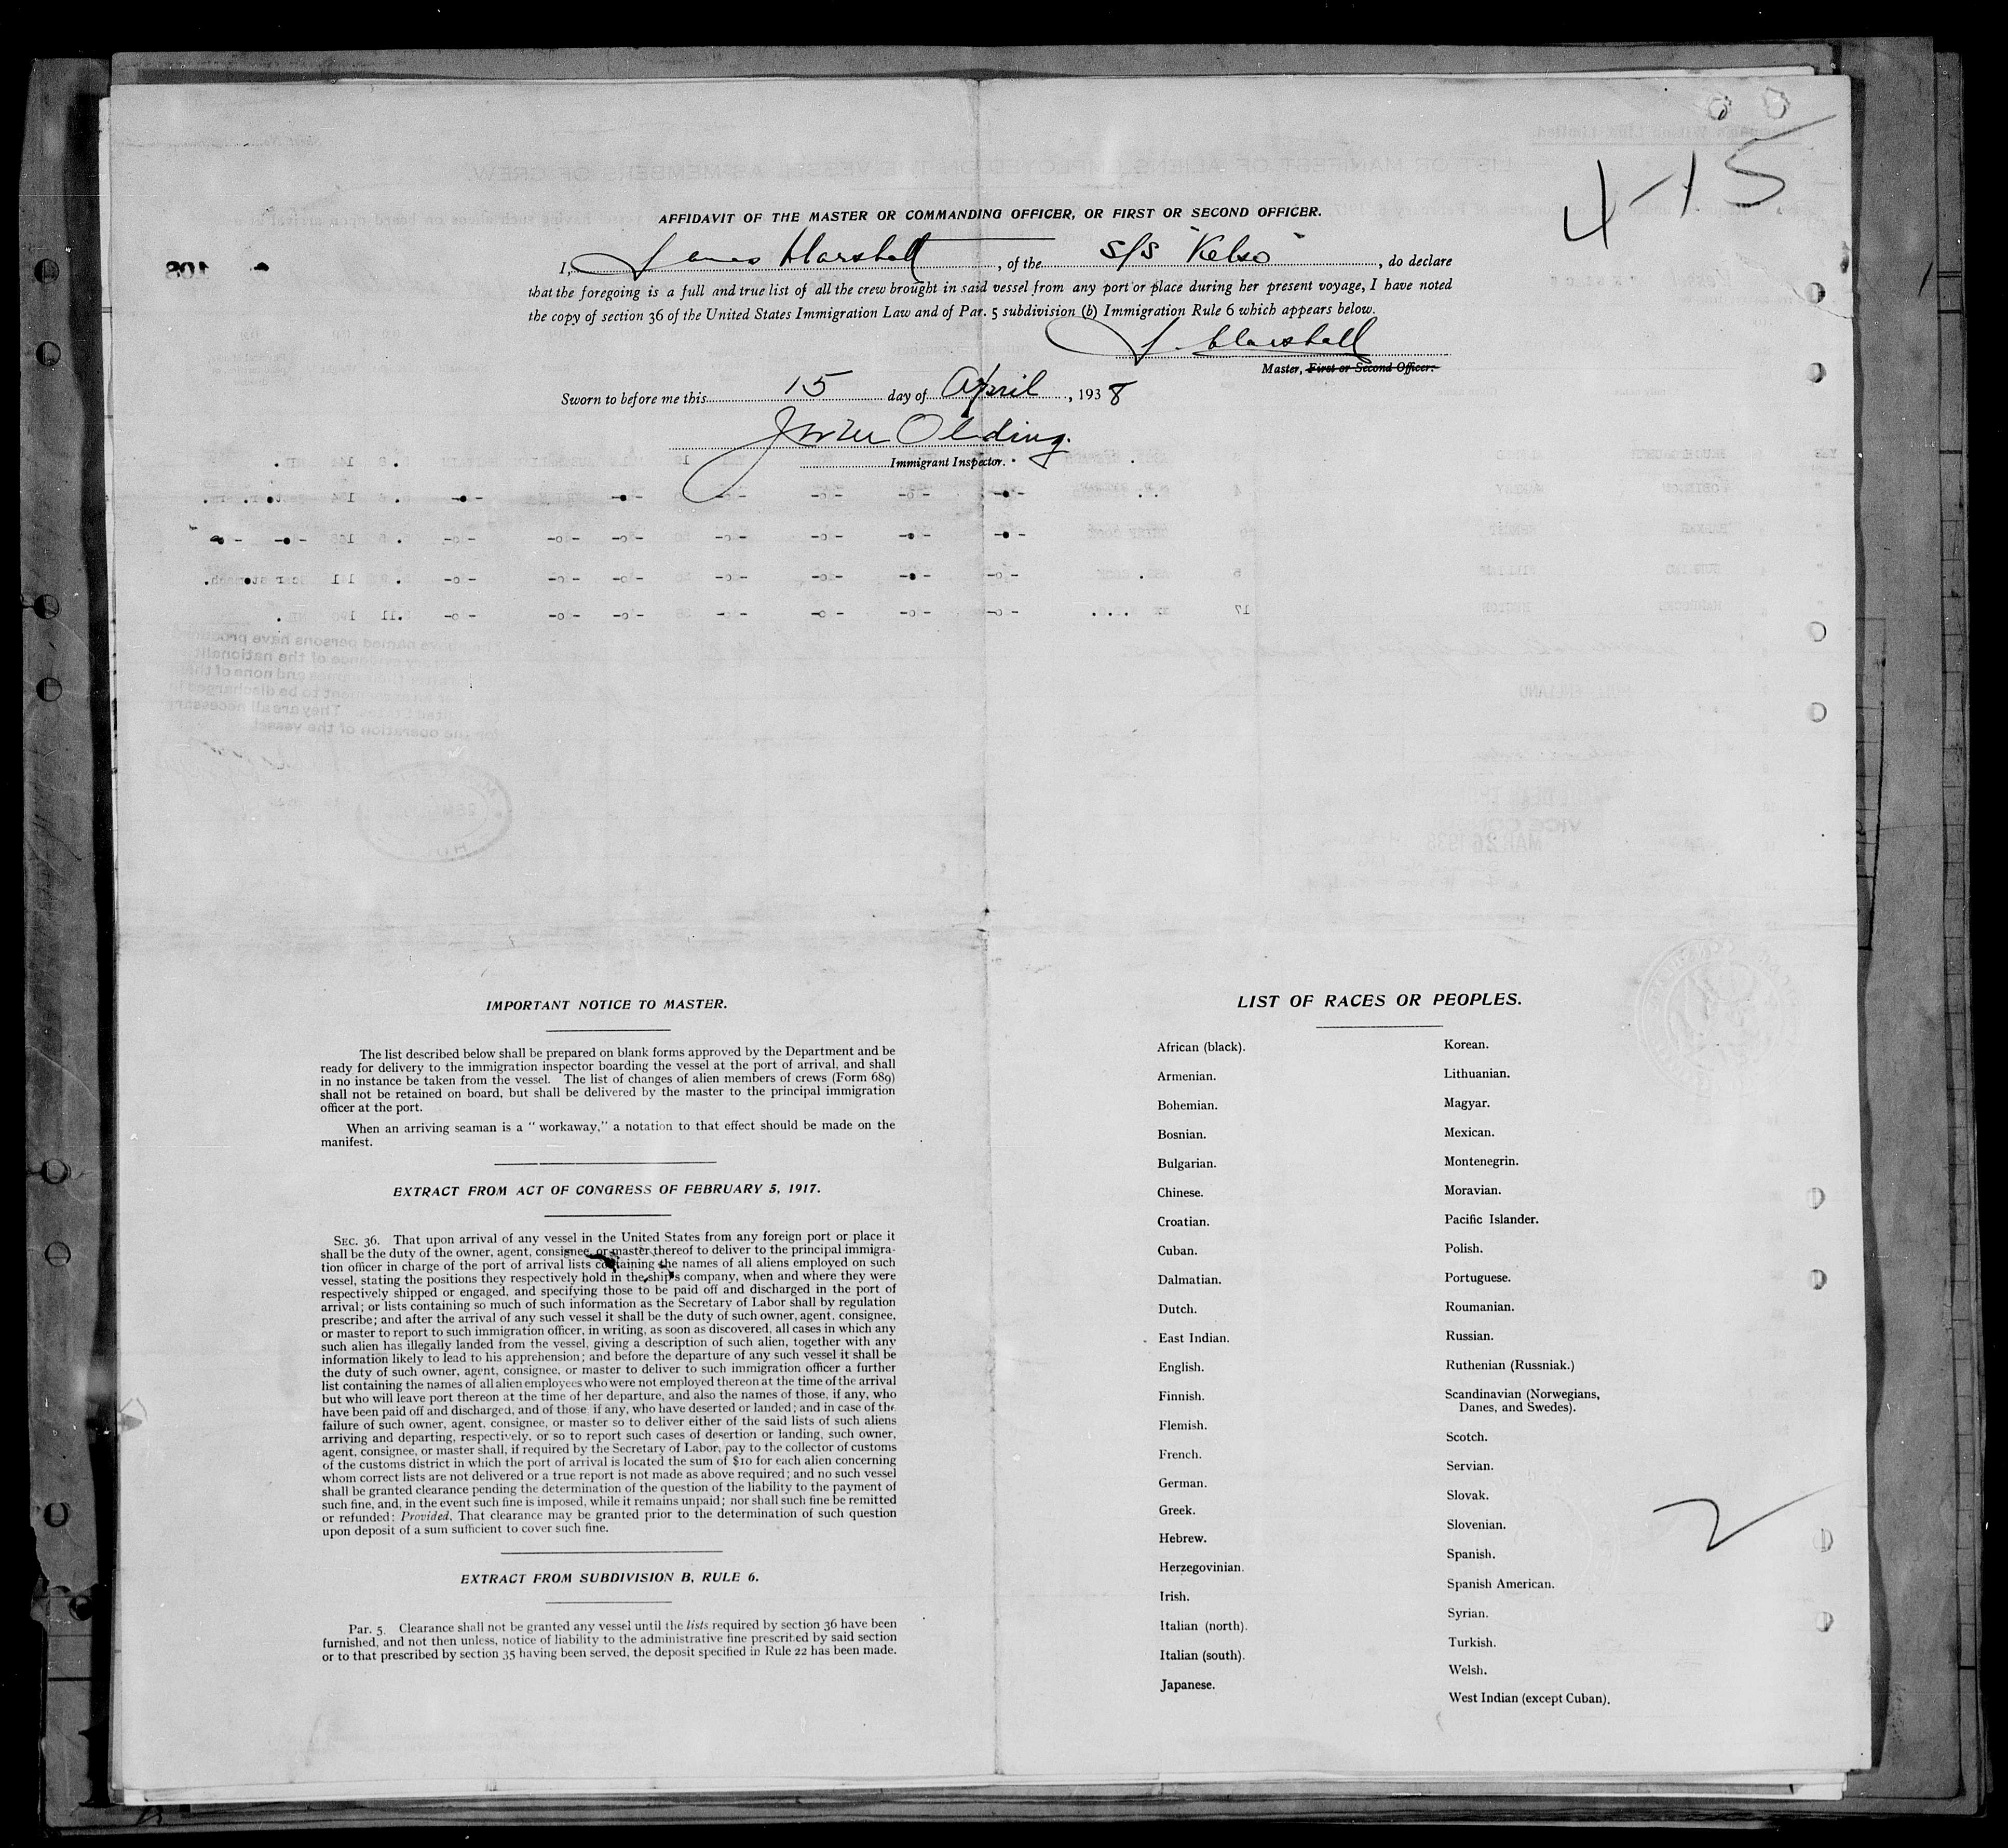 4-15
AFFIDAVIT OF THE MASTER OR COMMANDING OFFICER, OR FIRST OR SECOND OFFICER.
I, James Marshall, of the S/S "Kelso", do declare
that the foregoing is a full and true list of all the crew brought in said vessel from any port or place during her present voyage, I have noted
the copy of section 36 of the United States Immigration Law and of Par. 5 subdivision (b) Immigration Rule 6 which appears below.
J. Marshall
Master, First or Second Officer.
Sworn to before me this 15 day of April, 1938
Olding
Immigrant Inspector.
IMPORTANT NOTICE TO MASTER.
The list described below shall be prepared on blank forms approved by the Department and be
ready for delivery to the immigration inspector boarding the vessel at the port of arrival, and shall
in no instance be taken from the vessel. The list of changes of alien members of crews (Form 689)
shall not be retained on board, but shall be delivered by the master to the principal immigration
officer at the port.
When an arriving seaman is a "workaway," a notation to that effect should be made on the
manifest.
EXTRACT FROM ACT OF CONGRESS OF FEBRUARY 5, 1917.
SEC. 36. That upon arrival of any vessel in the United States from any foreign port or place it
shall be the duty of the owner, agent, consignee, or master thereof to deliver to the principal immigra-
tion officer in charge of the port of arrival lists containing the names of all aliens employed on such
vessel, stating the positions they respectively hold in the ship's company, when and where they were
respectively shipped or engaged, and specifying those to be paid off and discharged in the port of
arrival; or lists containing so much of such information as the Secretary of Labor shall by regulation
prescribe; and after the arrival of any such vessel it shall be the duty of such owner, agent, consignee,
or master to report to such immigration officer, in writing, as soon as discovered, all cases in which any
such alien has illegally landed from the vessel, giving a description of such alien, together with any
information likely to lead to his apprehension; and before the departure of any such vessel it shall be
the duty of such owner, agent, consignee, or master to deliver to such immigration officer a further
list containing the names of all alien employees who were not employed thereon at the time of the arrival
but who will leave port thereon at the time of her departure, and also the names of those, if any, who
have been paid off and discharged, and of those, if any, who have deserted or landed; and in case of the
failure of such owner, agent, consignee, or master so to deliver either of the said lists of such aliens
arriving and departing, respectively, or so to report such cases of desertion or landing, such owner,
agent, consignee, or master shall, if required by the Secretary of Labor, pay to the collector of customs
of the customs district in which the port of arrival is located the sum of $10 for each alien concerning
whom correct lists are not delivered or a true report is not made as above required; and no such vessel
shall be granted clearance pending the determination of the question of the liability to the payment of
such fine, and, in the event such fine is imposed, while it remains unpaid; nor shall such fine be remitted
or refunded: Provided, That clearance may be granted prior to the determination of such question
upon deposit of a sum sufficient to cover such fine.
EXTRACT FROM SUBDIVISION B, RULE 6.
Par. 5. Clearance shall not be granted any vessel until the lists required by section 36 have been
furnished, and not then unless, notice of liability to the administrative fine prescribed by said section
or to that prescribed by section 35 having been served, the deposit specified in Rule 22 has been made.
LIST OF RACES OR PEOPLES.
African (black).
Armenian.
Bohemian.
Bosnian.
Bulgarian.
Chinese.
Croatian.
Cuban.
Dalmatian.
Dutch.
East Indian.
English.
Finnish.
Flemish.
French.
German.
Greek.
Hebrew.
Herzegovinian.
Irish.
Italian (north).
Italian (south).
Japanese.
Korean.
Lithuanian.
Magyar.
Mexican.
Montenegrin.
Moravian.
Pacific Islander.
Polish.
Portuguese.
Roumanian.
Russian.
Ruthenian (Russniak.)
Scandinavian (Norwegians,
Danes, and Swedes).
Scotch.
Servian.
Slovak.
Slovenian.
Spanish.
Spanish American.
Syrian.
Turkish.
Welsh.
West Indian (except Cuban).
2